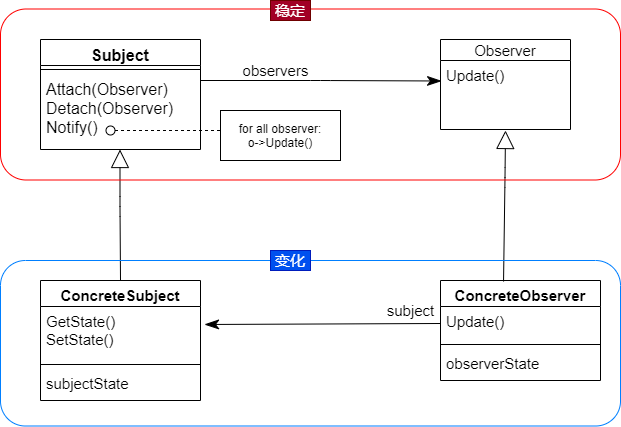 稳定
Subject
Attach(Observer)
Detach(Observer)
Notify()
observers
Observer
Update()
for all observer:
o->Update()
变化
ConcreteSubject
GetState()
SetState()
subjectState
subject
ConcreteObserver
Update()
observerState